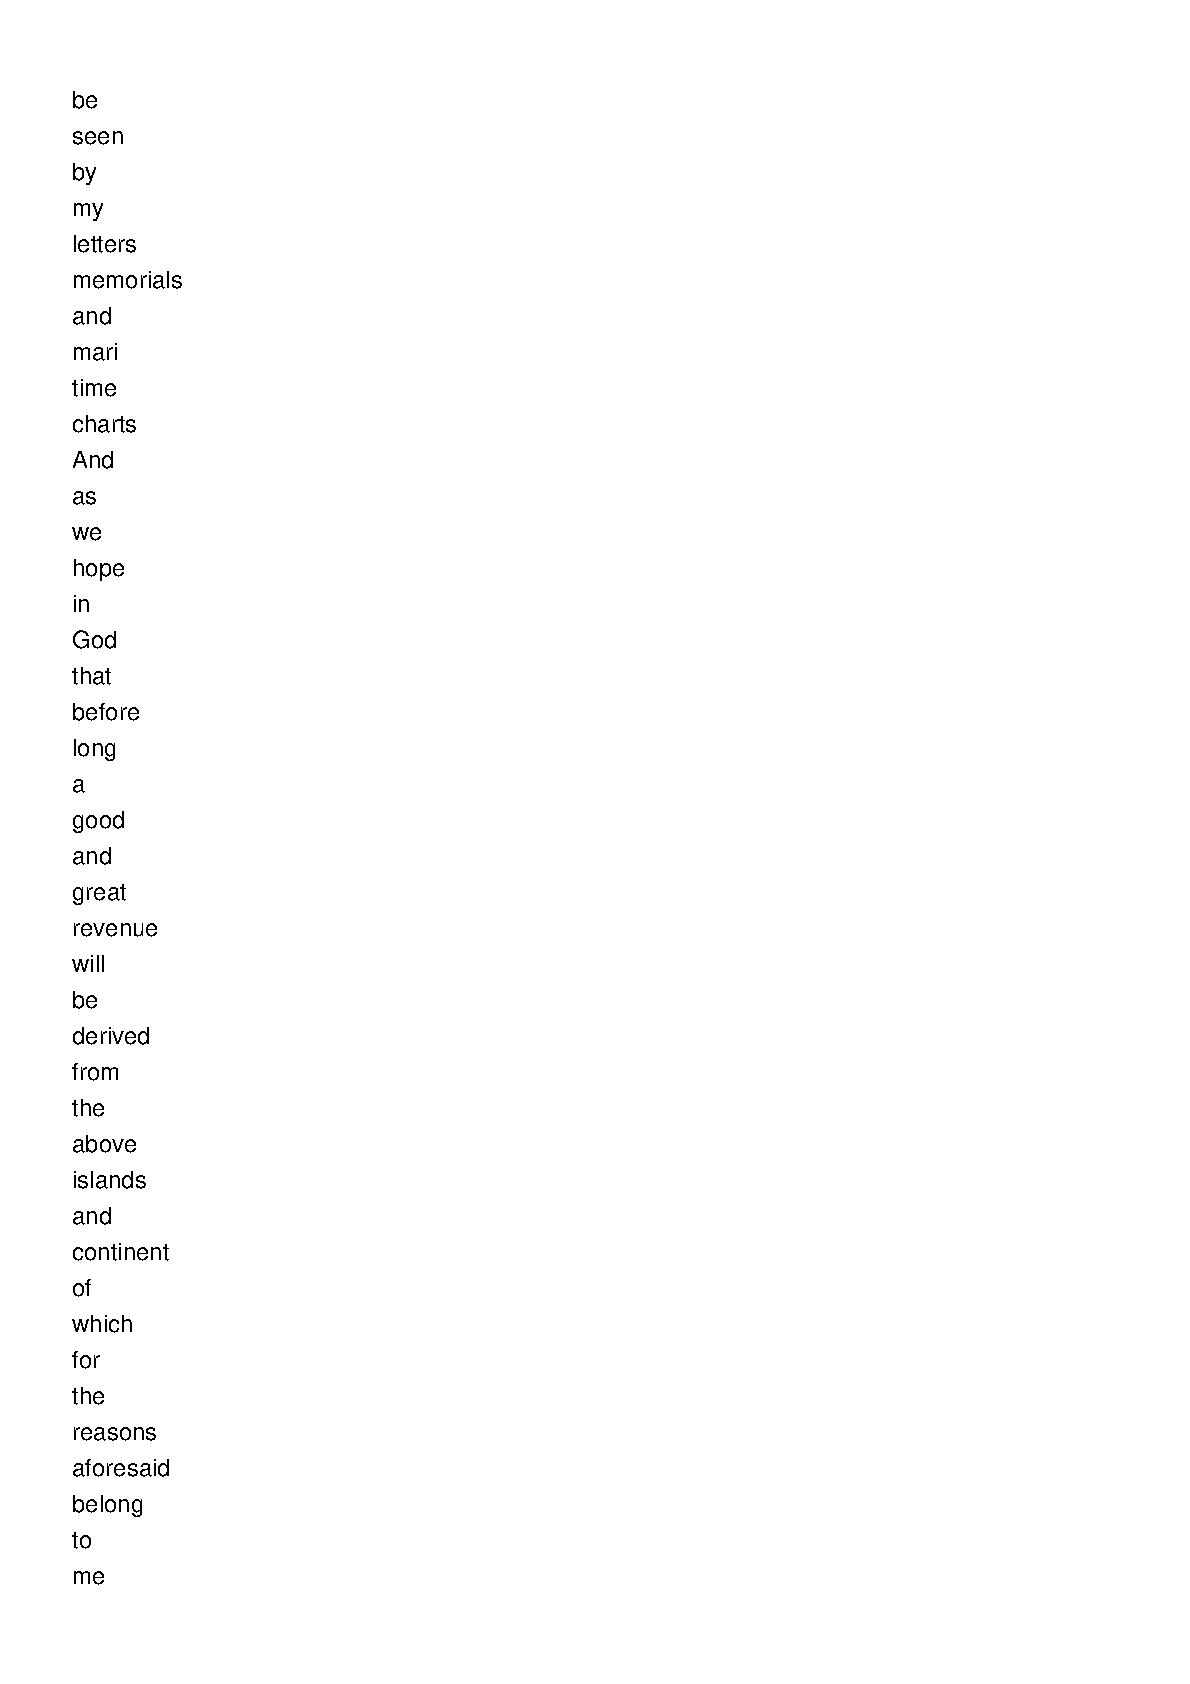 be
seen
by
my
letters
memorials
and
mari
time
charts
And
as
we
hope
in
God
that
before
long
a
good
and
great
revenue
will
be
derived
from
the
above
islands
and
continent
of
which
for
the
reasons
aforesaid
belong
to
me